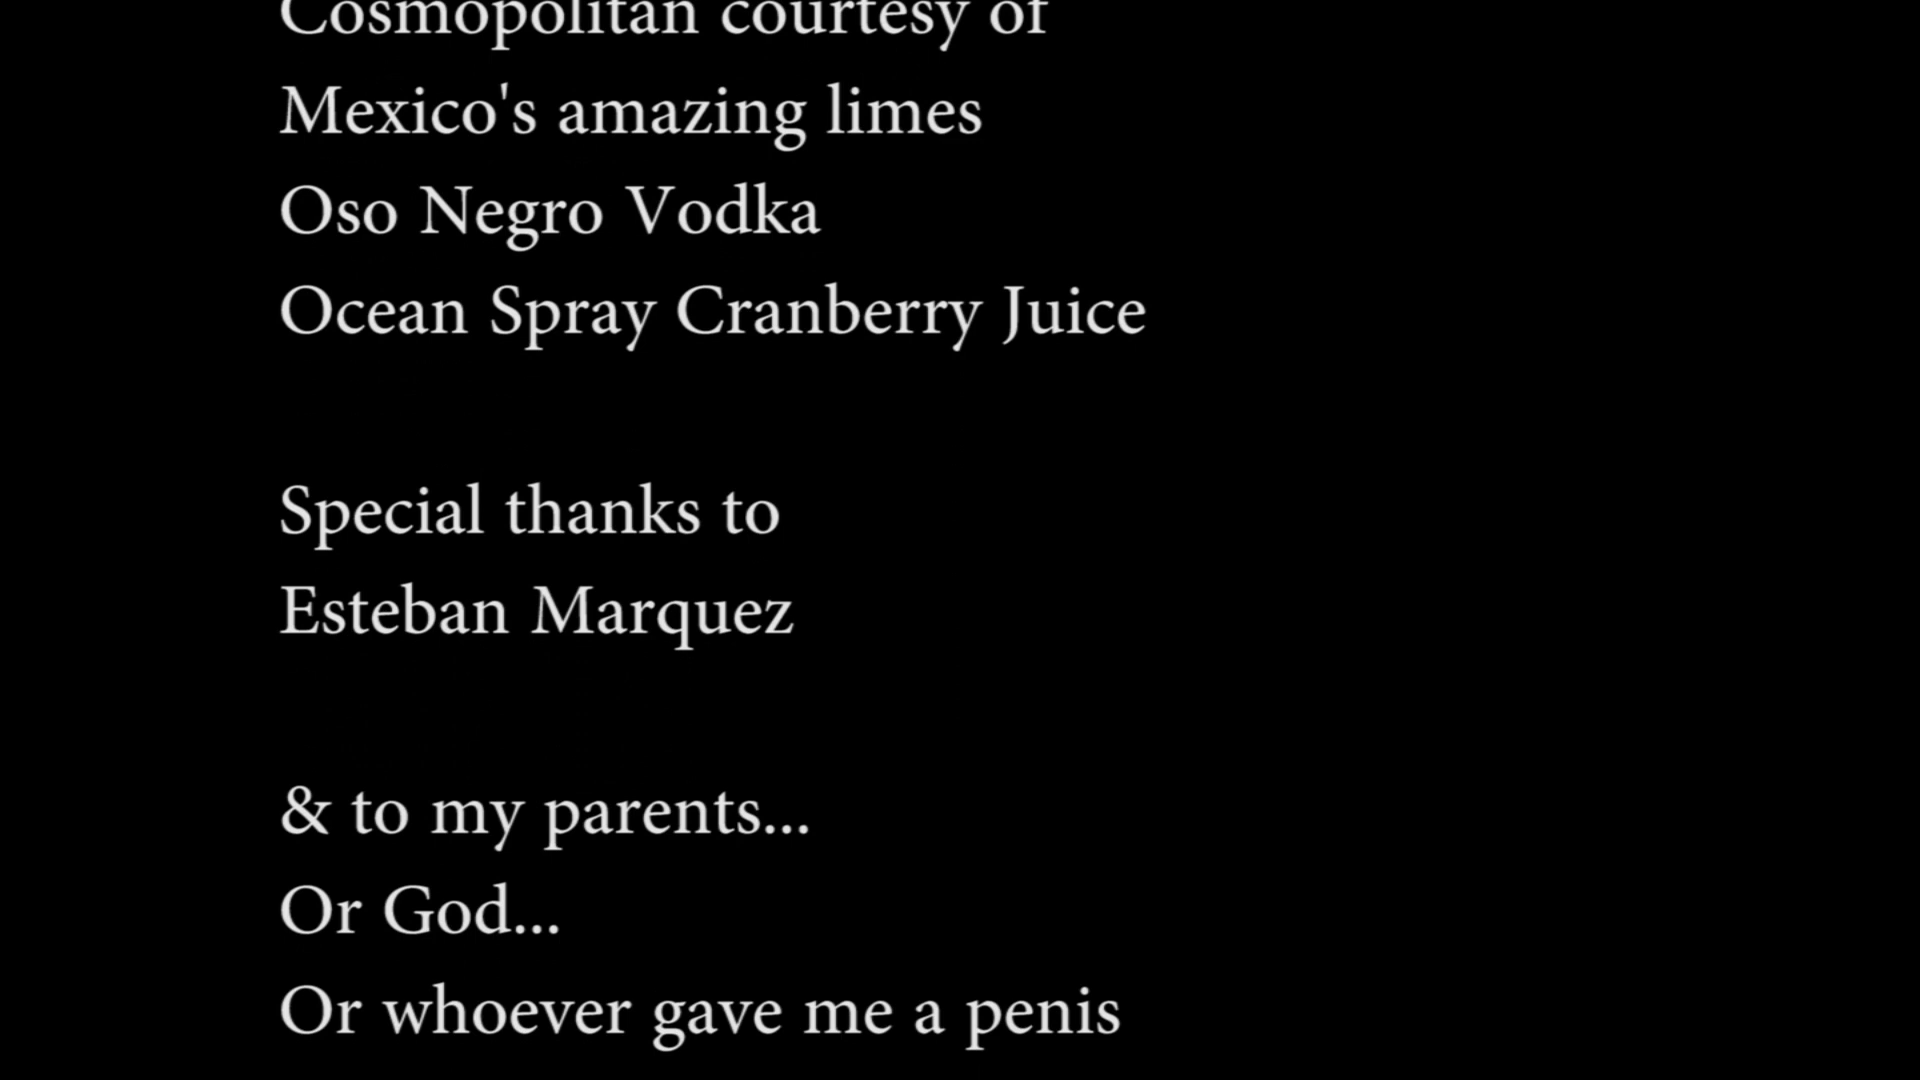 Cosmopolitan courtesy of
Mexico's amazing limes
Oso Negro Vodka
Ocean Spray Cranberry Juice
Special thanks to
Esteban Marquez
& to my parents...
Or God...
Or whoever gave me a penis